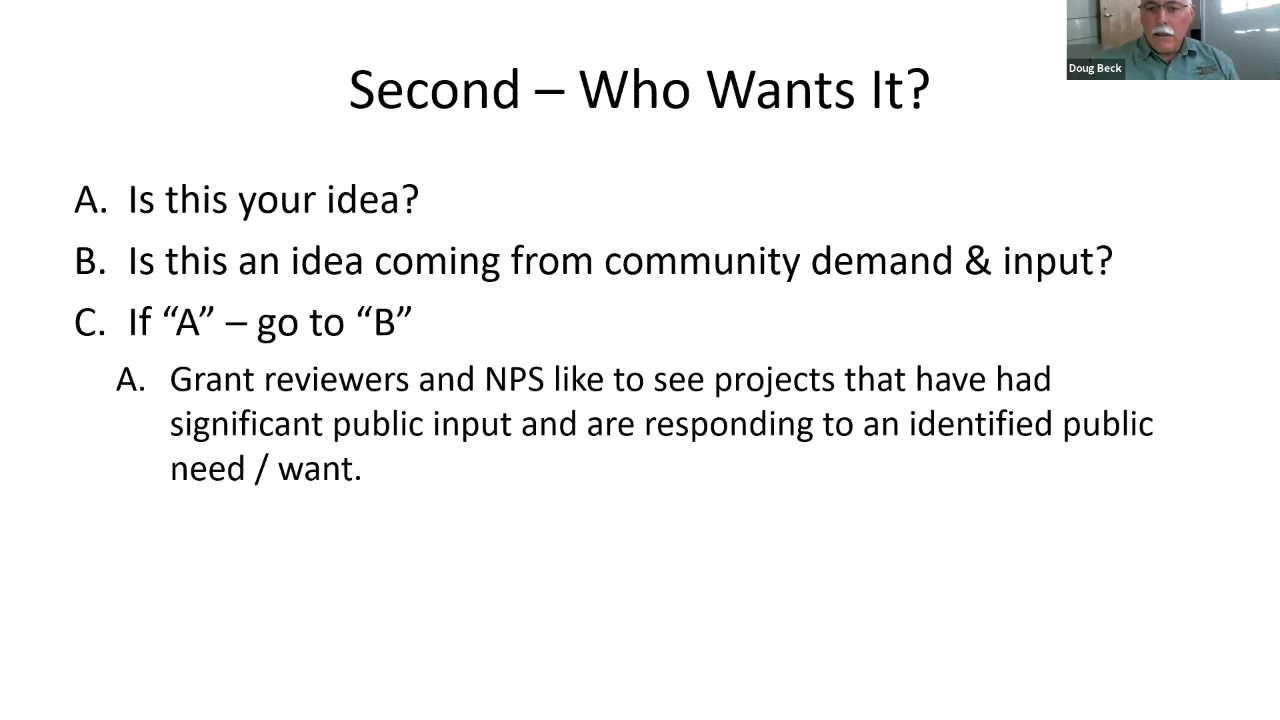 Doug Beck
Second – Who Wants It?
A. Is this your idea?
B. Is this an idea coming from community demand & input?
C. If “A” – go to “B”
A. Grant reviewers and NPS like to see projects that have had
significant public input and are responding to an identified public
need / want.